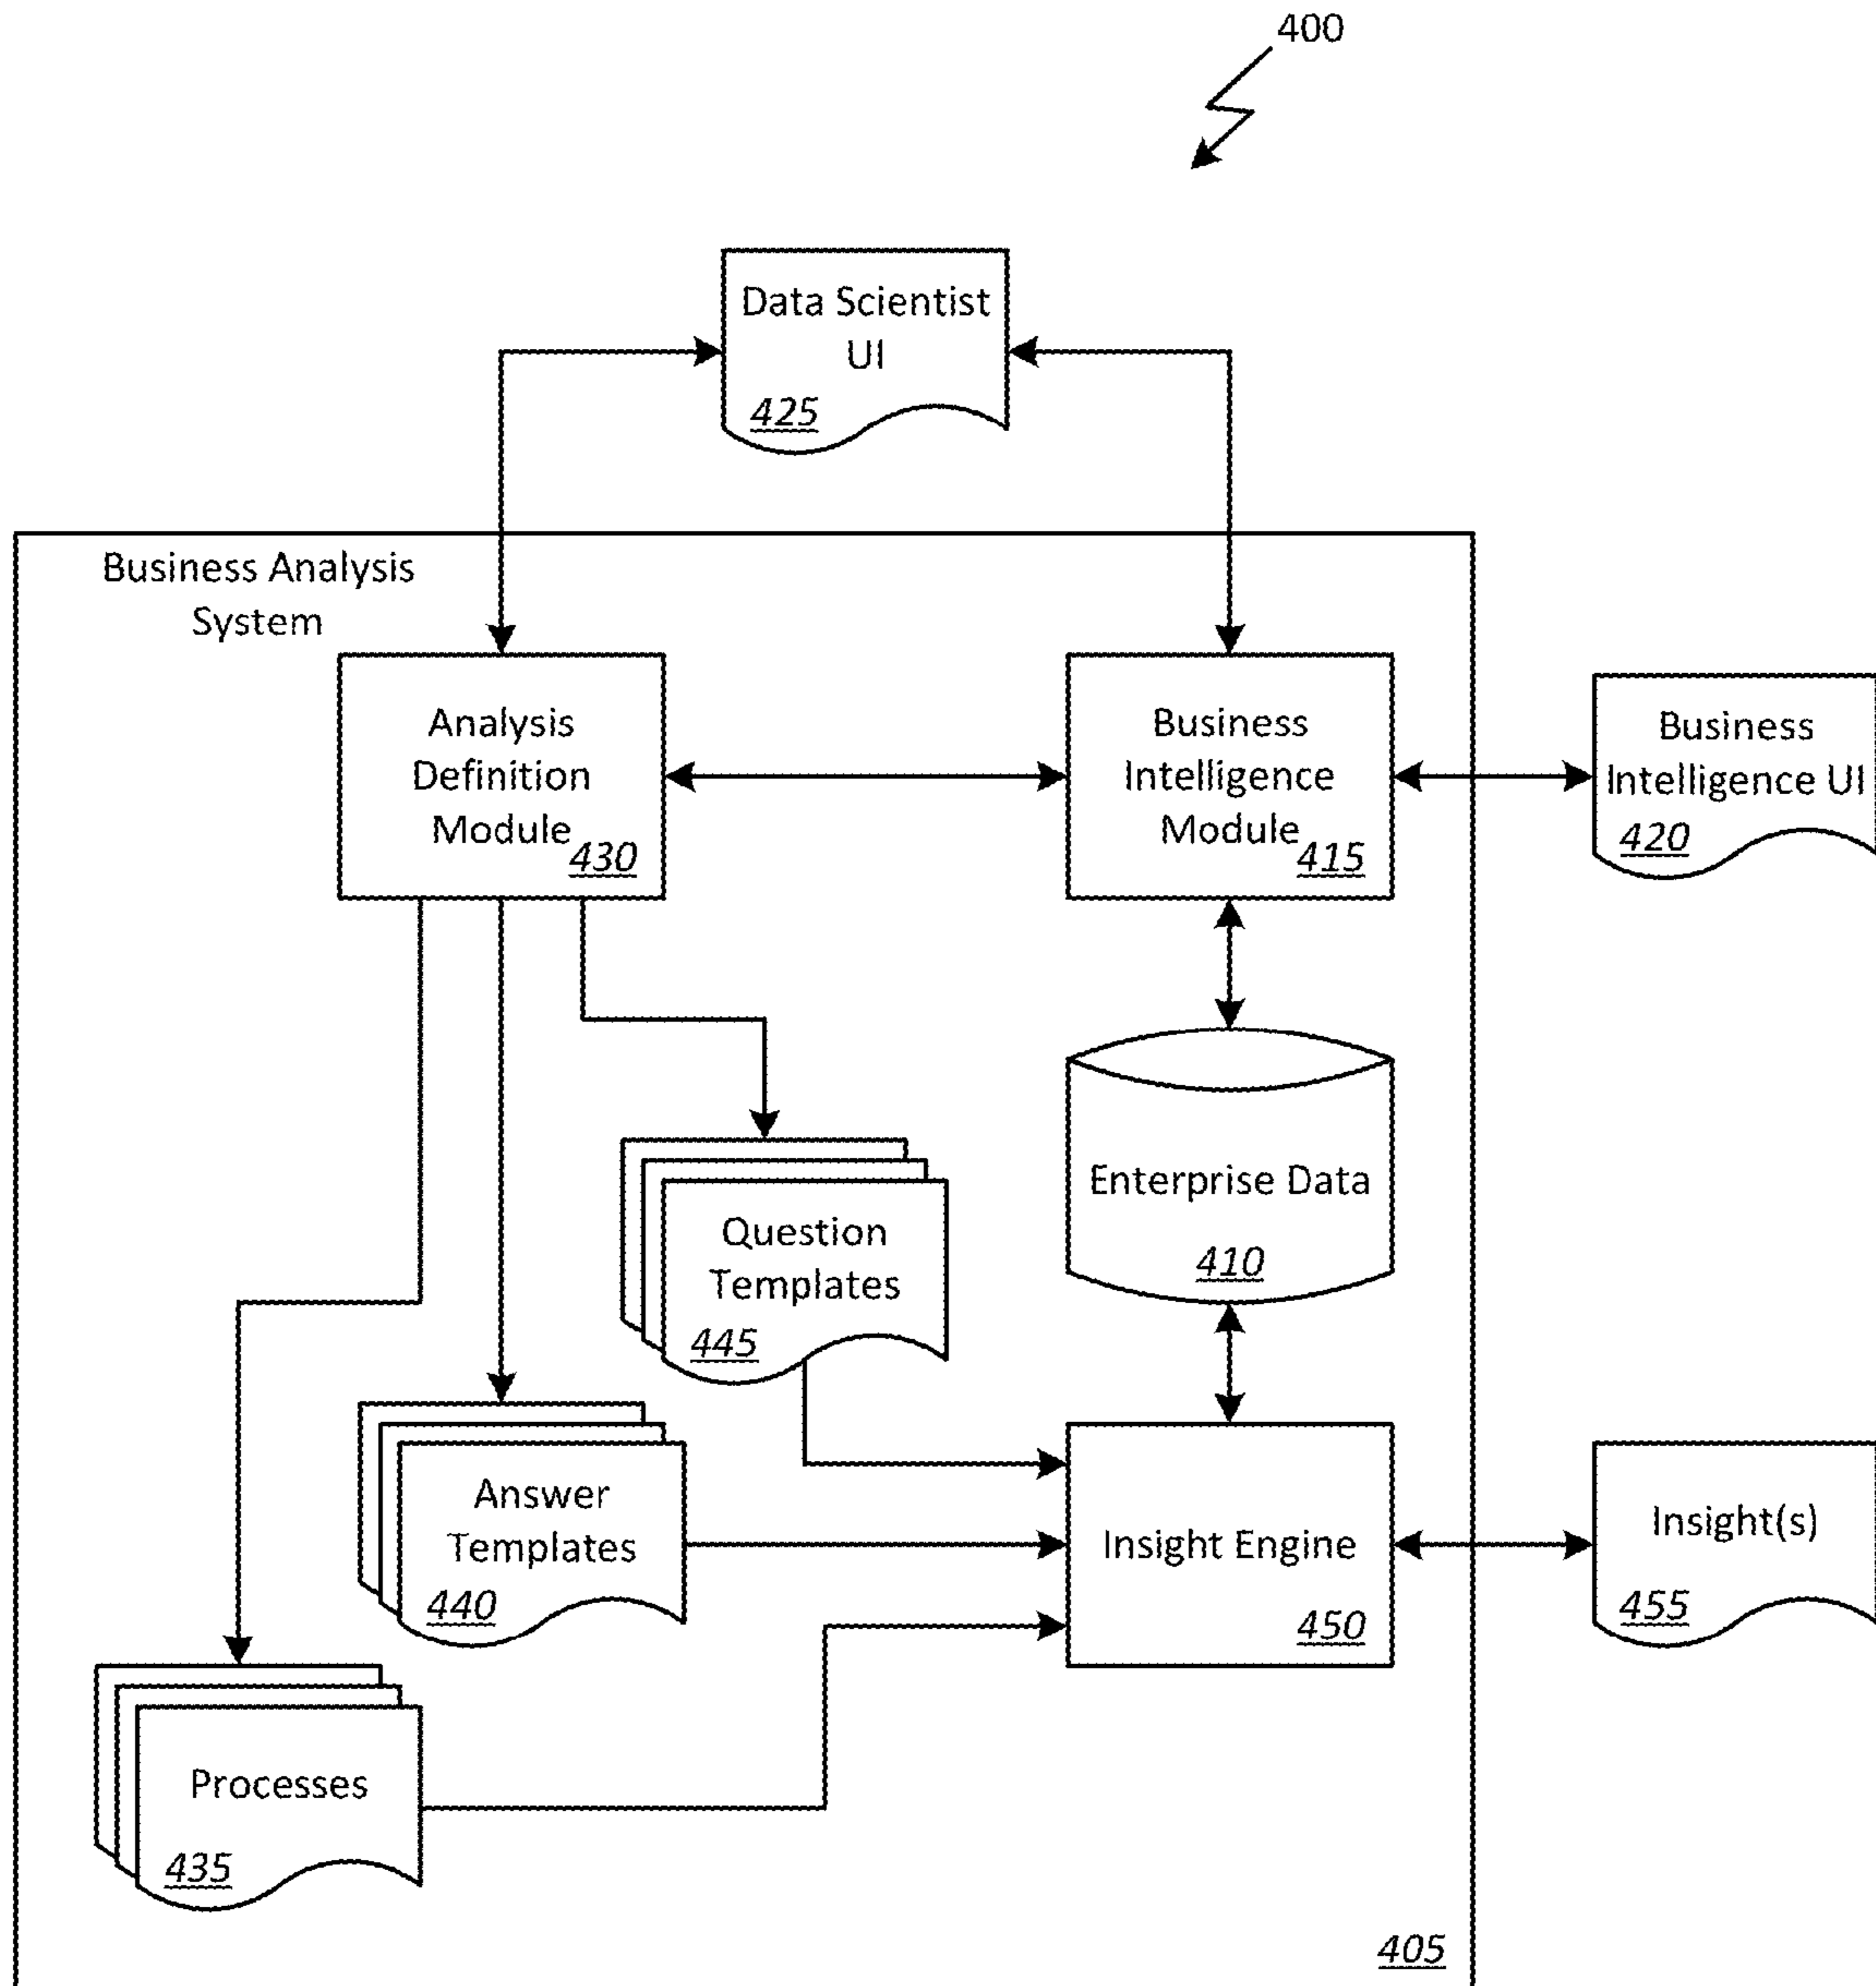 400
Data Scientist
UI
425
Business Analysis
System
Analysis
Definition
Module
430
Business
Intelligence
Module
415
Business
Intelligence UI
420
Enterprise Data
410
Question
Templates
445
Answer
Templates
440
Insight Engine
450
Insight(s)
455
Processes
435
405